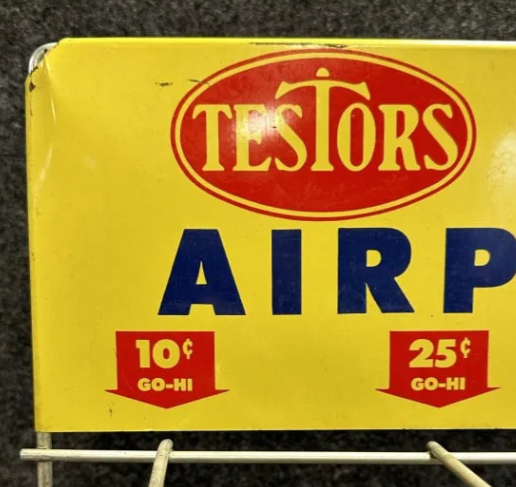 TESTORS
AIRP
10¢ 25¢
GO-HI GO-HI